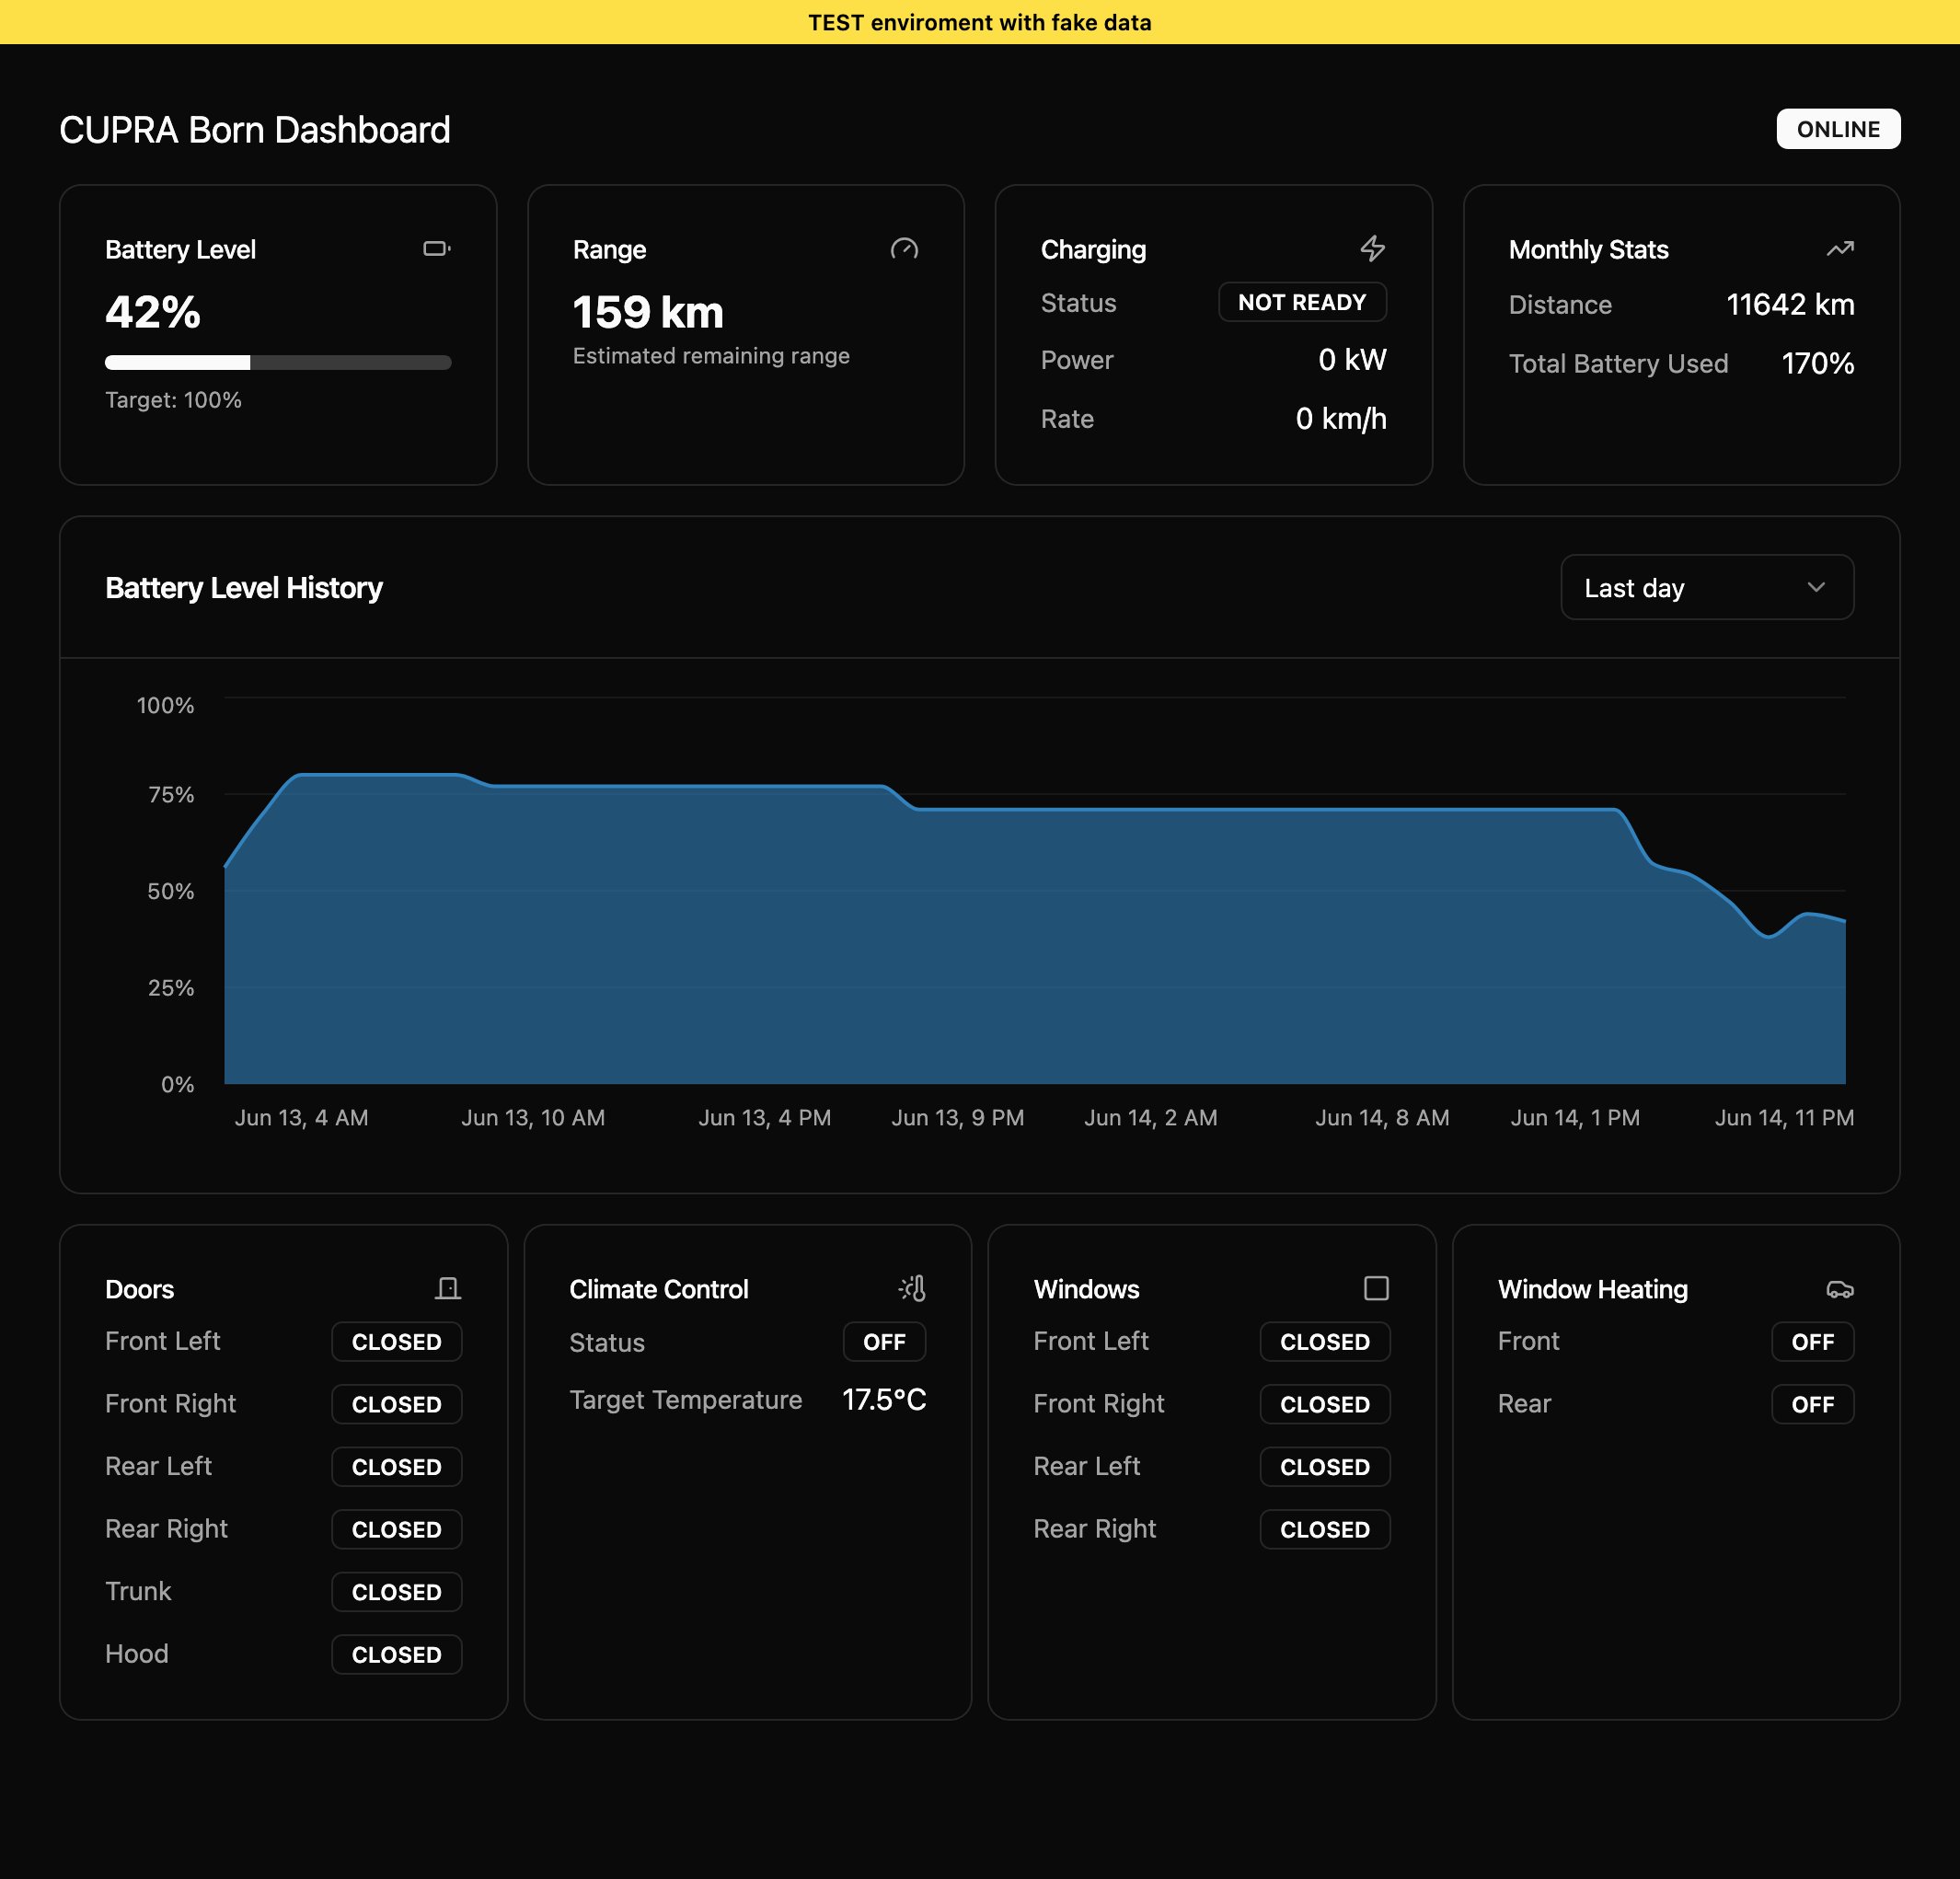 TEST enviroment with fake data
CUPRA Born Dashboard
ONLINE
Battery Level
42%
Target: 100%
Range
159 km
Estimated remaining range
Charging
Status NOT READY
Power 0 kW
Rate 0 km/h
Monthly Stats
Distance 11642 km
Total Battery Used 170%
Battery Level History
Last day
100%
75%
50%
25%
0%
Jun 13, 4 AM Jun 13, 10 AM Jun 13, 4 PM Jun 13, 9 PM Jun 14, 2 AM Jun 14, 8 AM Jun 14, 1 PM Jun 14, 11 PM
Doors
Front Left CLOSED
Front Right CLOSED
Rear Left CLOSED
Rear Right CLOSED
Trunk CLOSED
Hood CLOSED
Climate Control
Status OFF
Target Temperature 17.5°C
Windows
Front Left CLOSED
Front Right CLOSED
Rear Left CLOSED
Rear Right CLOSED
Window Heating
Front OFF
Rear OFF